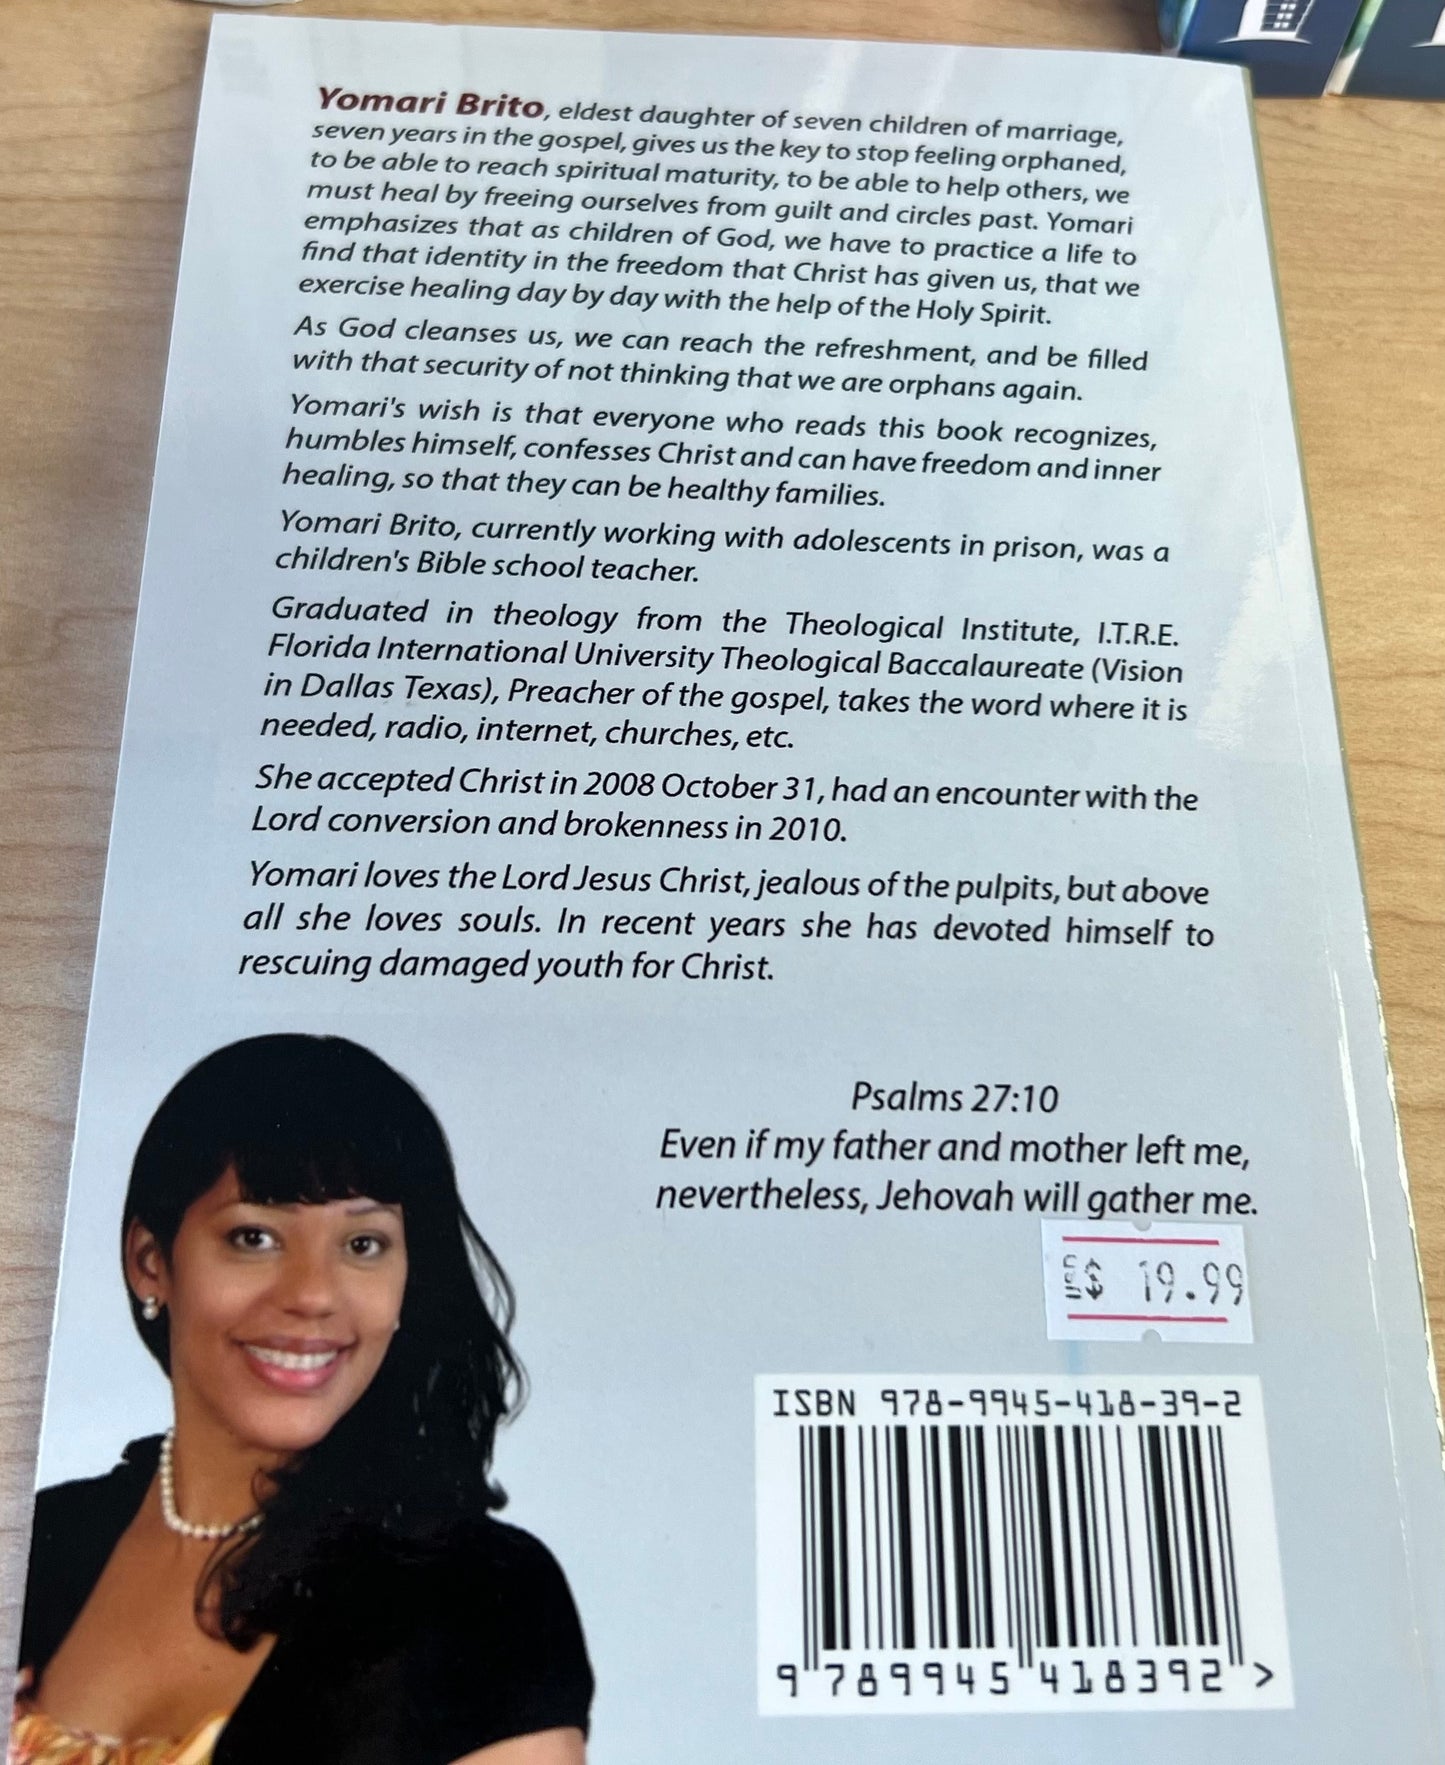 Yomari Brito, eldest daughter of seven children of marriage,
seven years in the gospel, gives us the key to stop feeling orphaned,
to be able to reach spiritual maturity, to be able to help others, we
must heal by freeing ourselves from guilt and circles past. Yomari
emphasizes that as children of God, we have to practice a life to
find that identity in the freedom that Christ has given us, that we
exercise healing day by day with the help of the Holy Spirit.
As God cleanses us, we can reach the refreshment, and be filled
with that security of not thinking that we are orphans again.
Yomari's wish is that everyone who reads this book recognizes,
humbles himself, confesses Christ and can have freedom and inner
healing, so that they can be healthy families.
Yomari Brito, currently working with adolescents in prison, was a
children's Bible school teacher.
Graduated in theology from the Theological Institute, I.T.R.E.
Florida International University Theological Baccalaureate (Vision
in Dallas Texas), Preacher of the gospel, takes the word where it is
needed, radio, internet, churches, etc.
She accepted Christ in 2008 October 31, had an encounter with the
Lord conversion and brokenness in 2010.
Yomari loves the Lord Jesus Christ, jealous of the pulpits, but above
all she loves souls. In recent years she has devoted himself to
rescuing damaged youth for Christ.
Psalms 27:10
Even if my father and mother left me,
nevertheless, Jehovah will gather me.
$ 19.99
ISBN 978-9945-418-39-2
9 789945 418392 >